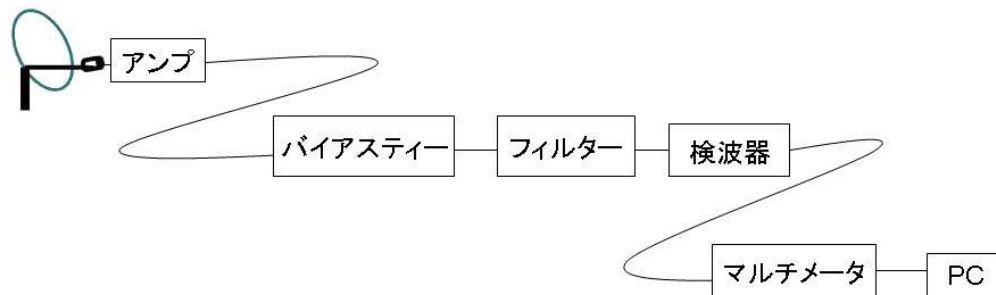 アンプ
バイアスティー
フィルター
検波器
マルチメータ
PC